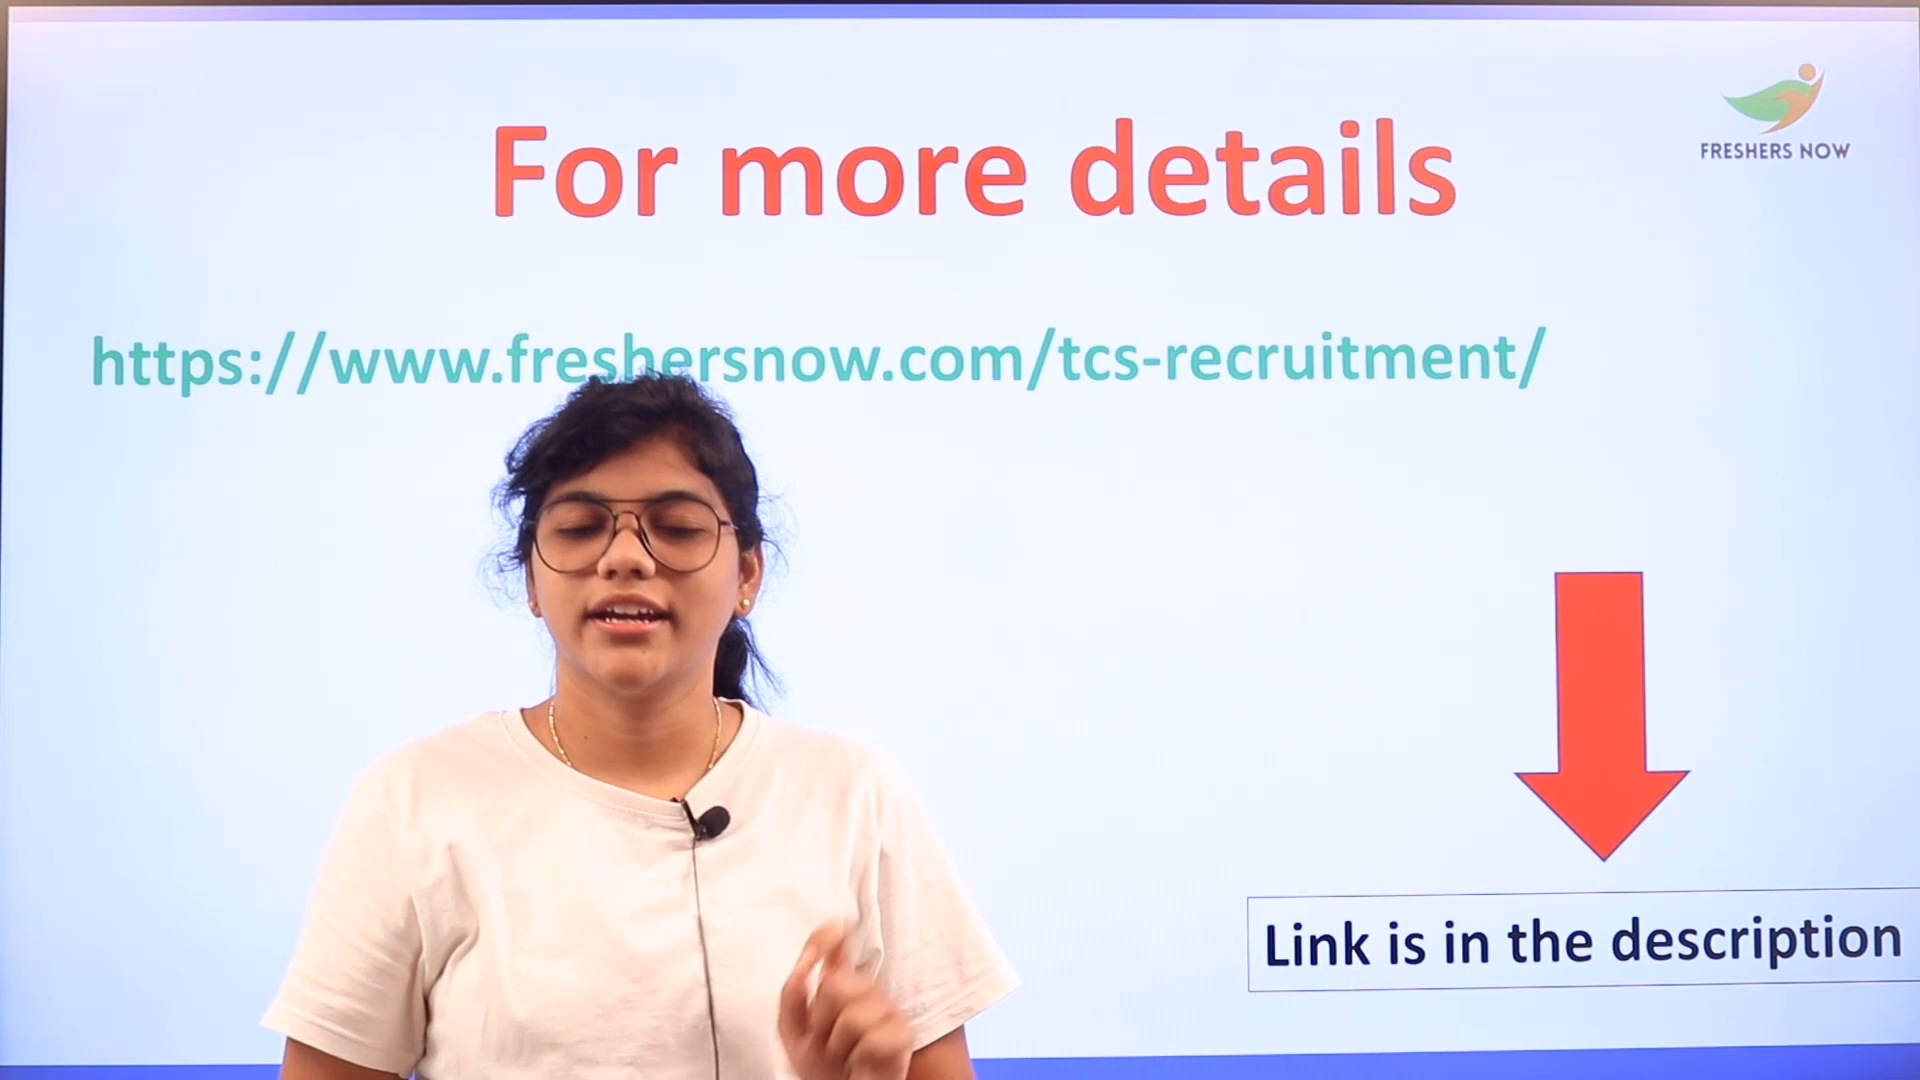 For more details
FRESHERS NOW
https://www.freshersnow.com/tcs-recruitment/
Link is in the description